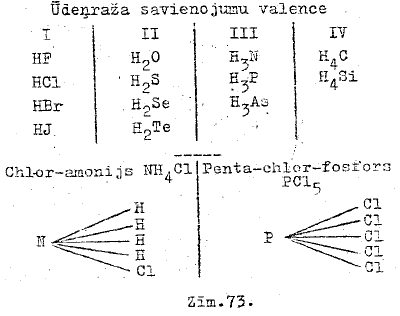 Ūdeņraža savienojumu valence
I II III IV
HF H2O H3N H4C
HCl H2S H3P H4Si
HBr H2Se H3As
HJ H2Te
Chlor-amonijs NH4Cl
N
H
H
H
H
Cl
Penta-chlor-fosfors
PCl5
P
Cl
Cl
Cl
Cl
Cl
Zīm.73.